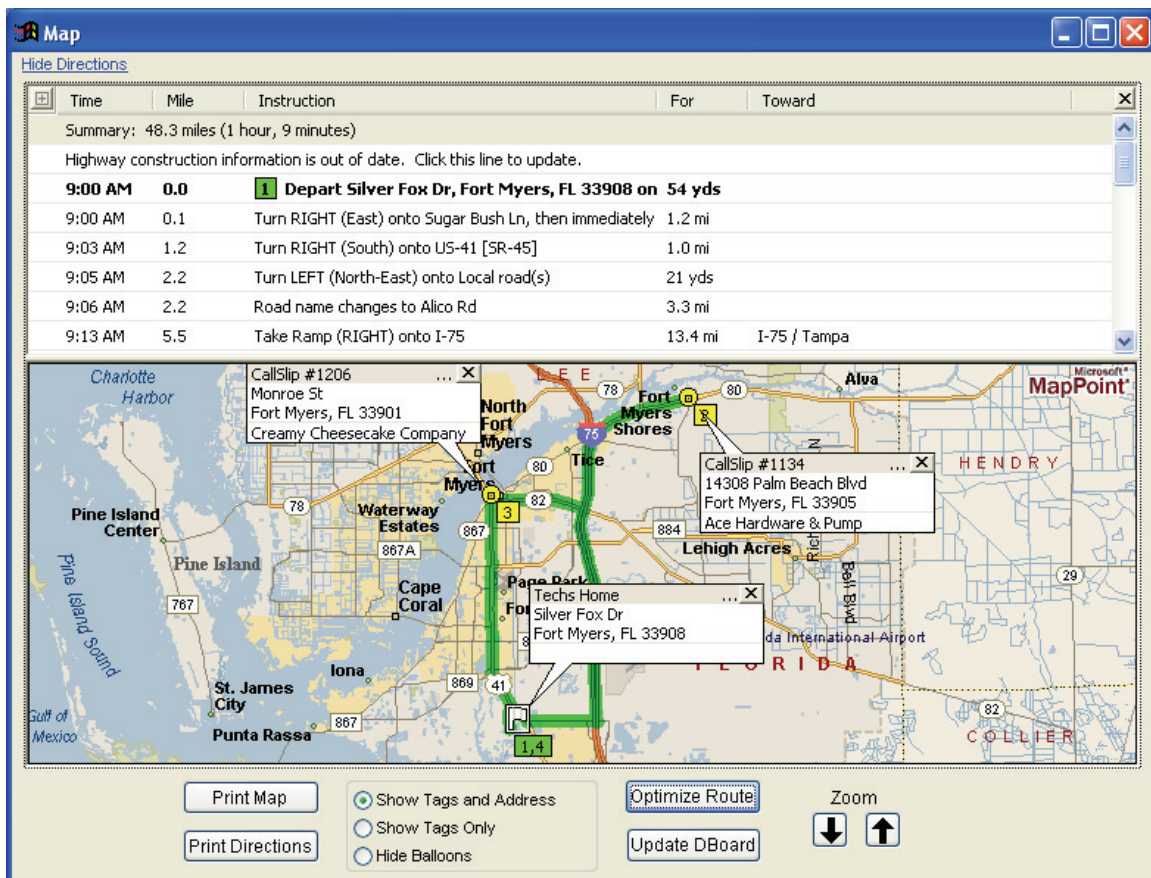 Map
Hide Directions
Time Mile Instruction For Toward
Summary: 48.3 miles (1 hour, 9 minutes)
Highway construction information is out of date. Click this line to update.
9:00 AM 0.0 1 Depart Silver Fox Dr, Fort Myers, FL 33908 on 54 yds
9:00 AM 0.1 Turn RIGHT (East) onto Sugar Bush Ln, then immediately 1.2 mi
9:03 AM 1.2 Turn RIGHT (South) onto US-41 [SR-45] 1.0 mi
9:05 AM 2.2 Turn LEFT (North-East) onto Local road(s) 21 yds
9:06 AM 2.2 Road name changes to Alico Rd 3.3 mi
9:13 AM 5.5 Take Ramp (RIGHT) onto I-75 13.4 mi I-75 / Tampa
Microsoft
MapPoint
Charlotte
Harbor
CallSlip #1206 ...
Monroe St
Fort Myers, FL 33901
Creamy Cheesecake Company
LEE
78
80
Alva
North
Fort
Myers
Fort
Myers
Shores
75
2
CallSlip #1134 ...
14308 Palm Beach Blvd
Fort Myers, FL 33905
Ace Hardware & Pump
HENDRY
Tice
80
Fort
Myers
82
3
78
Waterway
Estates
867
867A
884
Lehigh Acres
Bell Blvd
Pine Island
Center
Pine Island
767
Pine Island Sound
Cape
Coral
Page Park
29
Techs Home ...
Silver Fox Dr
Fort Myers, FL 33908
da International Airport
FLORIDA
Iona
869
41
St. James
City
867
Punta Rassa
Gulf of
Mexico
1,4
82
COLLIER
Print Map
Print Directions
Show Tags and Address
Show Tags Only
Hide Balloons
Optimize Route
Update DBoard
Zoom